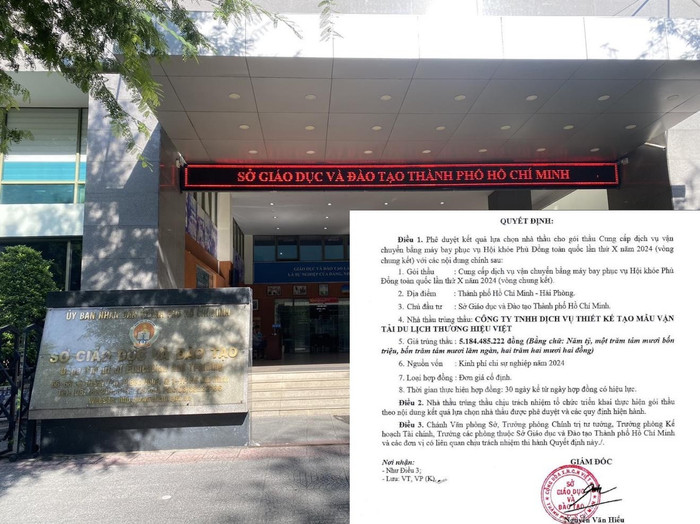 SỞ GIÁO DỤC VÀ ĐÀO TẠO THÀNH PHỐ HỒ CHÍ MINH
ỦY BAN NHÂN DÂN THÀNH PHỐ HỒ CHÍ MINH
SỞ GIÁO DỤC VÀ ĐÀO TẠO
QUYẾT ĐỊNH:
Điều 1. Phê duyệt kết quả lựa chọn nhà thầu cho gói thầu Cung cấp dịch vụ vận
chuyển bằng máy bay phục vụ Hội khỏe Phù Đổng toàn quốc lần thứ X năm 2024 (vòng
chung kết) với các nội dung chính sau:
1. Gói thầu : Cung cấp dịch vụ vận chuyển bằng máy bay phục vụ Hội khỏe Phù
Đổng toàn quốc lần thứ X năm 2024 (vòng chung kết).
2. Địa điểm : Thành phố Hồ Chí Minh - Hải Phòng.
3. Chủ đầu tư : Sở Giáo dục và Đào tạo Thành phố Hồ Chí Minh.
4. Nhà thầu trúng thầu: CÔNG TY TNHH DỊCH VỤ THIẾT KẾ TẠO MẪU VẬN
TẢI DU LỊCH THƯƠNG HIỆU VIỆT
5. Giá trúng thầu : 5.184.485.222 đồng (Bằng chữ: Năm tỷ, một trăm tám mươi bốn
triệu, bốn trăm tám mươi lăm ngàn, hai trăm hai mươi hai đồng)
6. Nguồn vốn : Kinh phí chi sự nghiệp năm 2024
7. Loại hợp đồng : Đơn giá cố định.
8. Thời gian thực hiện hợp đồng: 30 ngày kể từ ngày hợp đồng có hiệu lực.
Điều 2. Nhà thầu trúng thầu chịu trách nhiệm tổ chức triển khai thực hiện gói thầu
theo nội dung kết quả lựa chọn nhà thầu được phê duyệt và các quy định hiện hành.
Điều 3. Chánh Văn phòng Sở, Trưởng phòng Chính trị tư tưởng, Trưởng phòng Kế
hoạch Tài chính, Trưởng các phòng thuộc Sở Giáo dục và Đào tạo Thành phố Hồ Chí Minh
và các đơn vị có liên quan chịu trách nhiệm thi hành Quyết định này./.
Nơi nhận:
- Như Điều 3;
- Lưu: VT, VP (K).
GIÁM ĐỐC
SỞ
GIÁO DỤC
VÀ
ĐÀO TẠO
Nguyễn Văn Hiếu